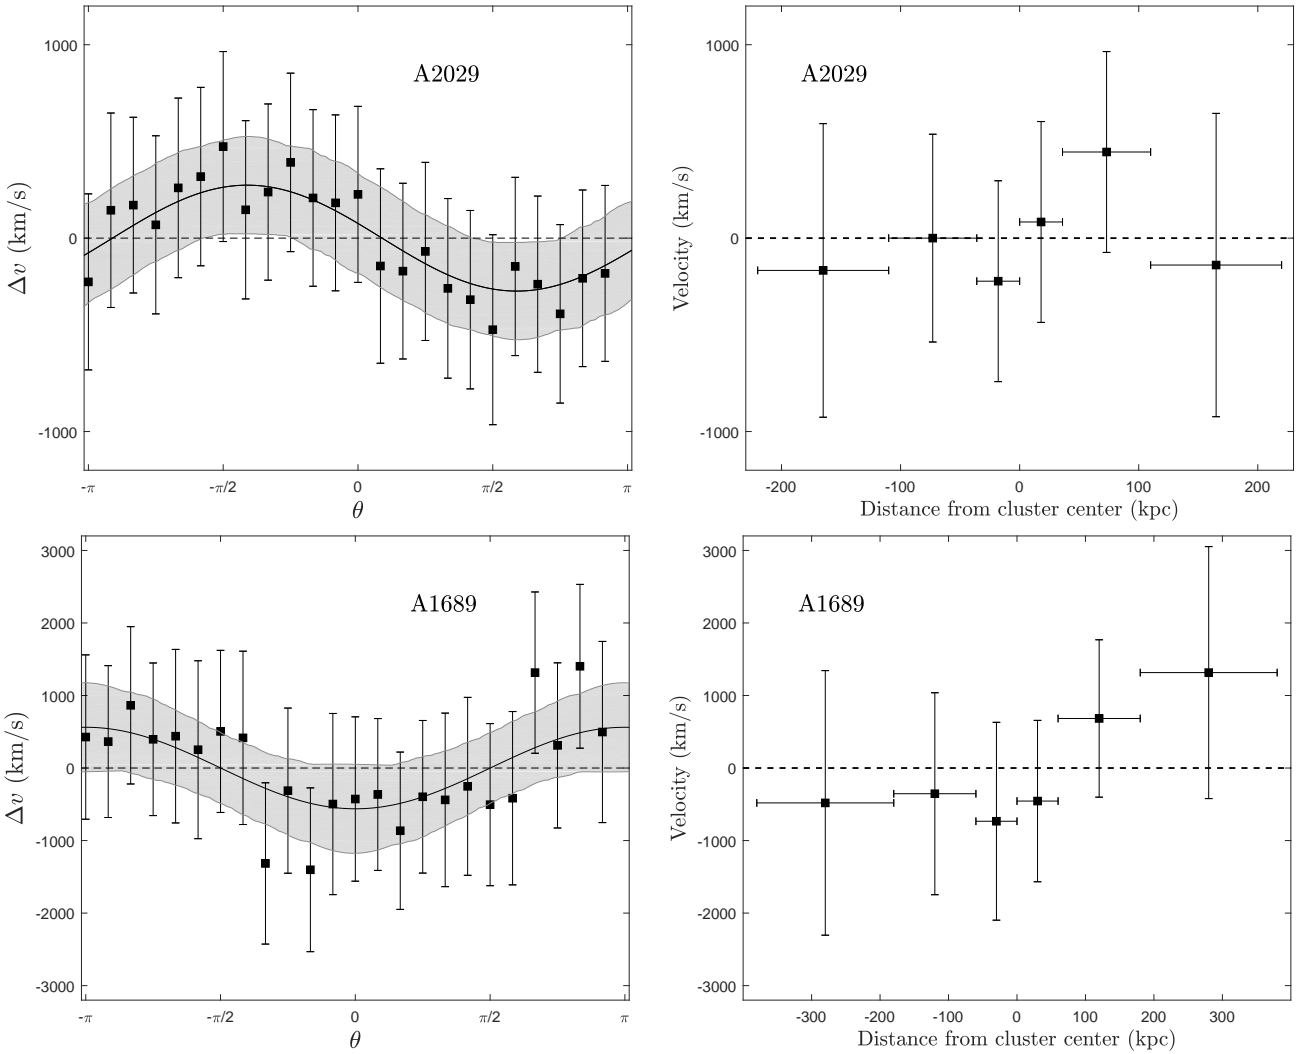 1000
0
-1000
Δv (km/s)
A2029
-π
-π/2
0
π/2
π
θ
1000
0
-1000
Velocity (km/s)
A2029
-200
-100
0
100
200
Distance from cluster center (kpc)
3000
2000
1000
0
-1000
-2000
-3000
Δv (km/s)
A1689
-π
-π/2
0
π/2
π
θ
3000
2000
1000
0
-1000
-2000
-3000
Velocity (km/s)
A1689
-300
-200
-100
0
100
200
300
Distance from cluster center (kpc)